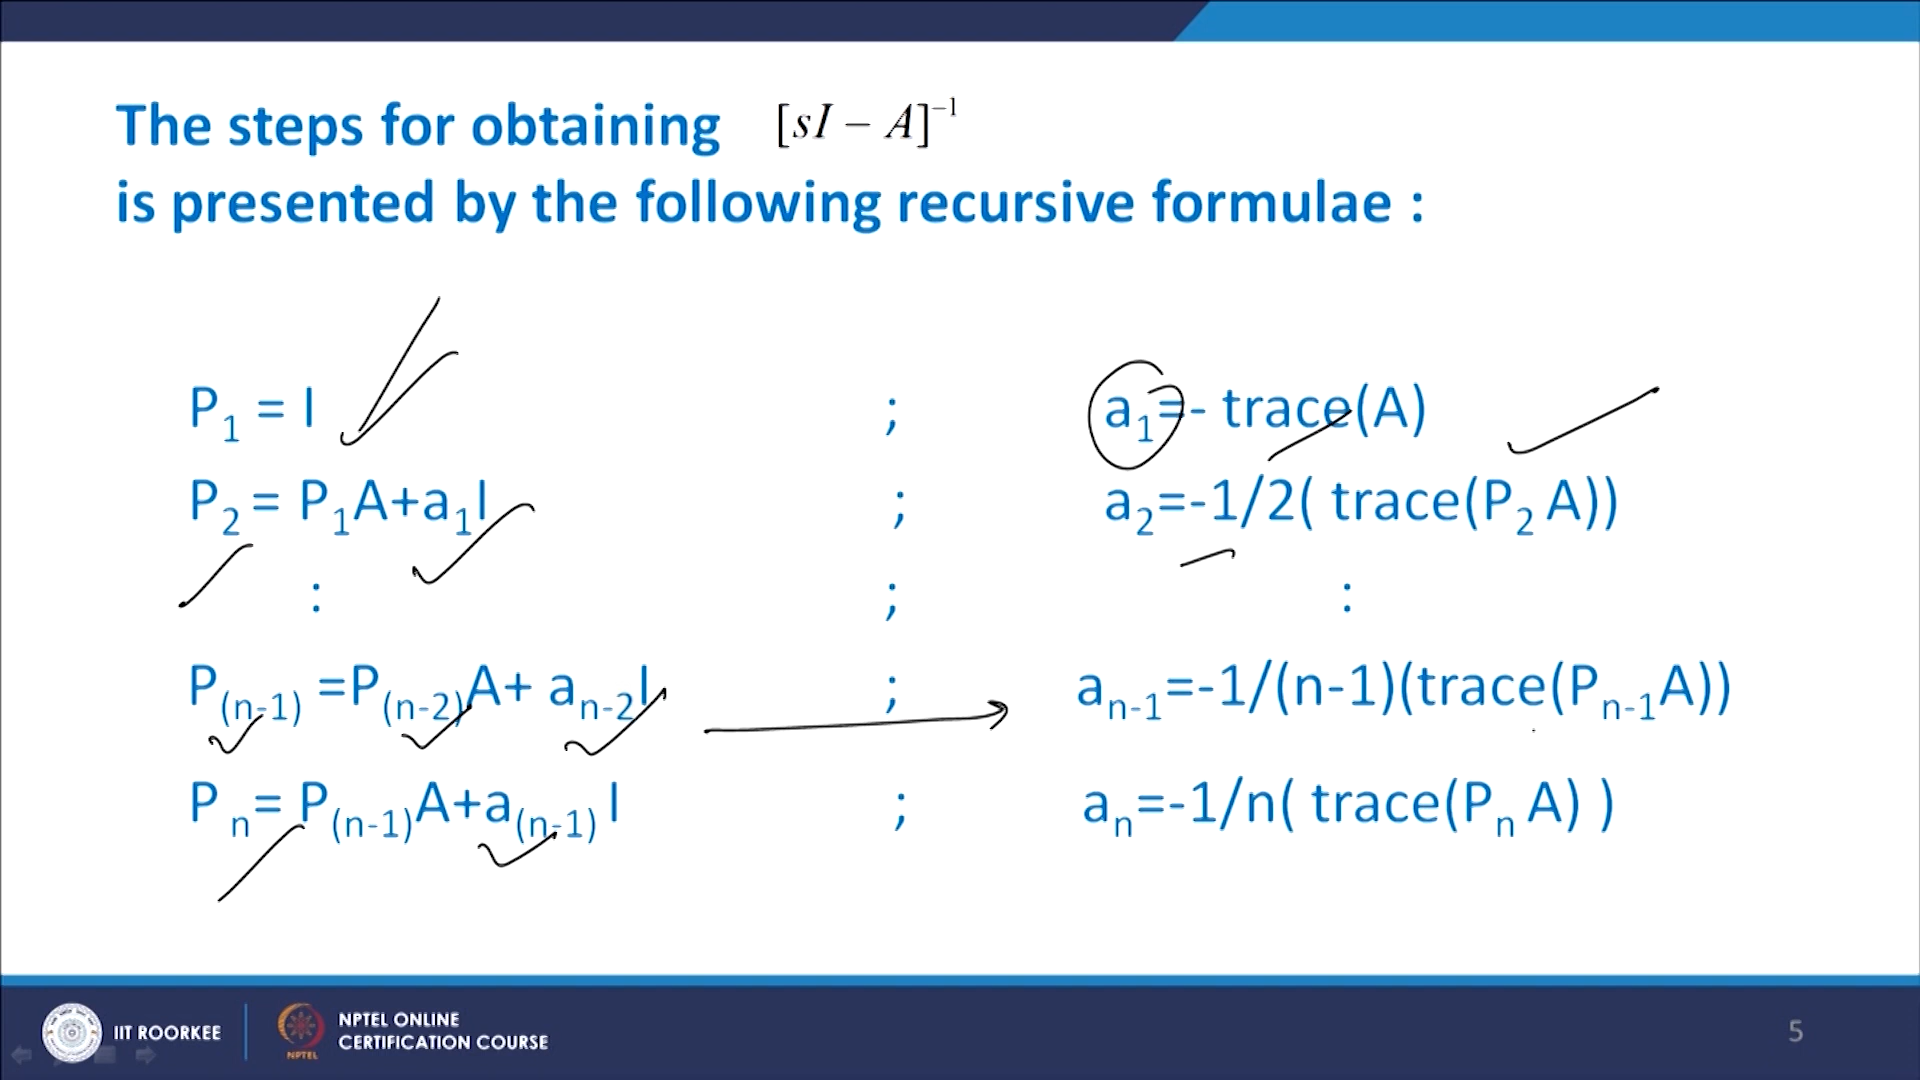 The steps for obtaining [sI − A]⁻¹
is presented by the following recursive formulae :
P₁ = I ; a₁=- trace(A)
P₂ = P₁A+a₁I ; a₂=-1/2( trace(P₂ A))
: ; :
P₍ₙ₋₁₎ =P₍ₙ₋₂₎A+ aₙ₋₂I ; aₙ₋₁=-1/(n-1)(trace(Pₙ₋₁A))
P ₙ= P₍ₙ₋₁₎A+a₍ₙ₋₁₎ I ; aₙ=-1/n( trace(Pₙ A) )
IIT ROORKEE
NPTEL
NPTEL ONLINE
CERTIFICATION COURSE
5